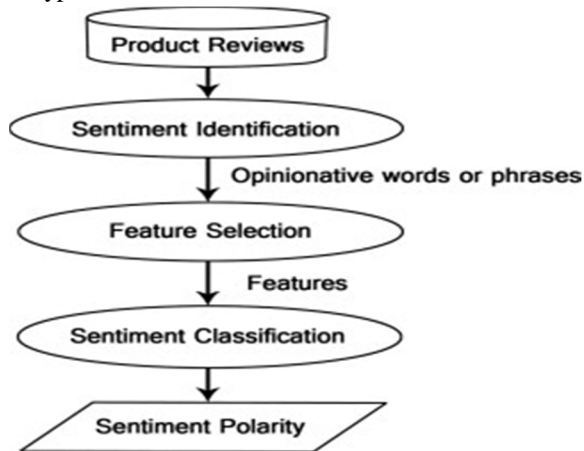 Product Reviews
Sentiment Identification
Opinionative words or phrases
Feature Selection
Features
Sentiment Classification
Sentiment Polarity